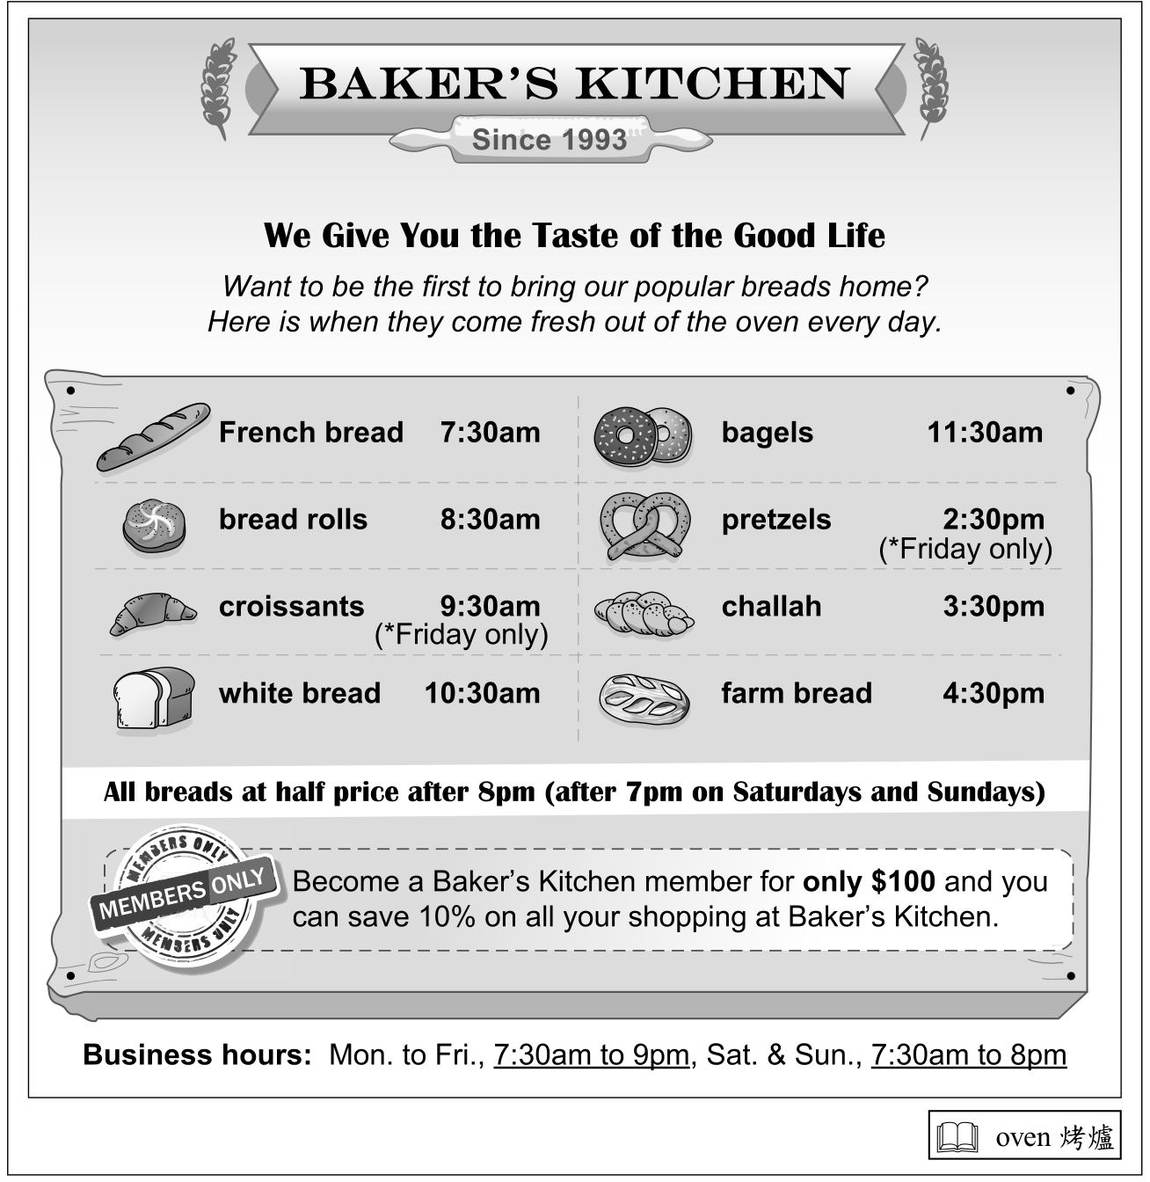 BAKER'S KITCHEN
Since 1993
We Give You the Taste of the Good Life
Want to be the first to bring our popular breads home?
Here is when they come fresh out of the oven every day.
French bread 7:30am
bread rolls 8:30am
croissants 9:30am
(*Friday only)
white bread 10:30am
bagels 11:30am
pretzels 2:30pm
(*Friday only)
challah 3:30pm
farm bread 4:30pm
All breads at half price after 8pm (after 7pm on Saturdays and Sundays)
MEMBERS ONLY
MEMBERS ONLY
MEMBERS ONLY
Become a Baker's Kitchen member for only $100 and you
can save 10% on all your shopping at Baker's Kitchen.
Business hours: Mon. to Fri., 7:30am to 9pm, Sat. & Sun., 7:30am to 8pm
oven 烤爐